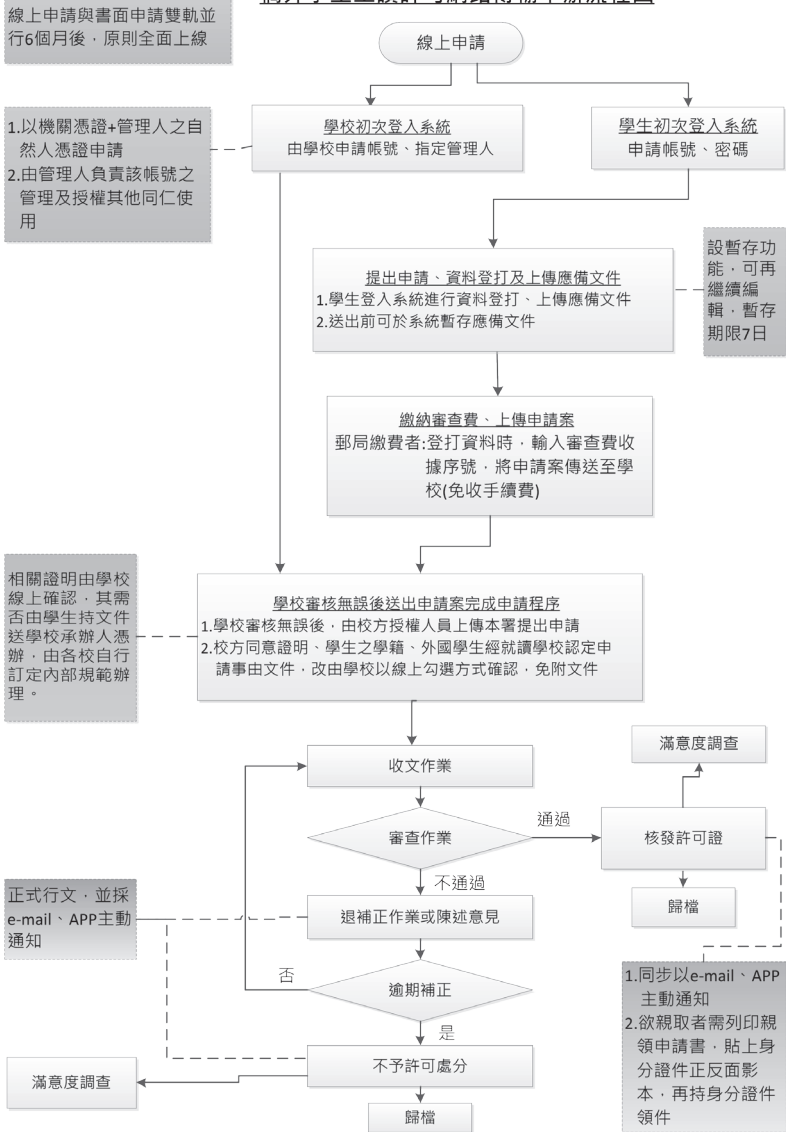 線上申請與書面申請雙軌並
行6個月後，原則全面上線
線上申請
1.以機關憑證+管理人之自
然人憑證申請
2.由管理人負責該帳號之
管理及授權其他同仁使
用
學校初次登入系統
由學校申請帳號、指定管理人
學生初次登入系統
申請帳號、密碼
提出申請、資料登打及上傳應備文件
1.學生登入系統進行資料登打、上傳應備文件
2.送出前可於系統暫存應備文件
設暫存功
能，可再
繼續編
輯，暫存
期限7日
繳納審查費、上傳申請案
郵局繳費者:登打資料時，輸入審查費收
據序號，將申請案傳送至學
校(免收手續費)
相關證明由學校
線上確認，其需
否由學生持文件
送學校承辦人憑
辦，由各校自行
訂定內部規範辦
理。
學校審核無誤後送出申請案完成申請程序
1.學校審核無誤後，由校方授權人員上傳本署提出申請
2.校方同意證明、學生之學籍、外國學生經就讀學校認定申
請事由文件，改由學校以線上勾選方式確認，免附文件
收文作業
滿意度調查
審查作業
通過
核發許可證
不通過
歸檔
正式行文，並採
e-mail、APP主動
通知
退補正作業或陳述意見
否
逾期補正
是
1.同步以e-mail、APP
主動通知
2.欲親取者需列印親
領申請書，貼上身
分證件正反面影
本，再持身分證件
領件
不予許可處分
滿意度調查
歸檔